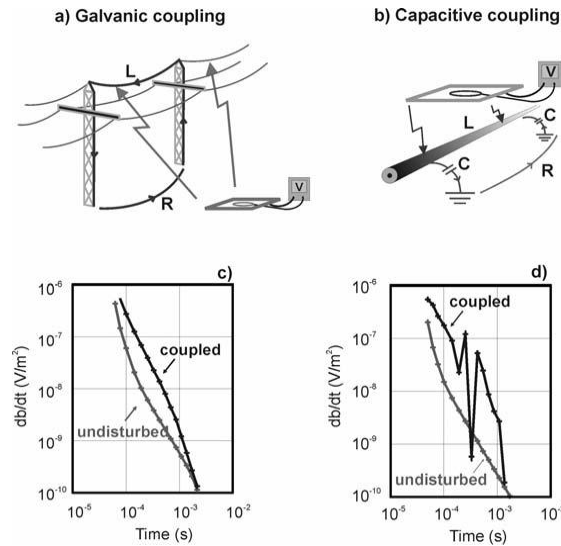 a) Galvanic coupling
L
R
V
b) Capacitive coupling
V
L
C
C
R
c)
10⁻⁶
10⁻⁷
10⁻⁸
10⁻⁹
10⁻¹⁰
db/dt (V/m²)
coupled
undisturbed
10⁻⁵ 10⁻⁴ 10⁻³ 10⁻²
Time (s)
d)
10⁻⁶
10⁻⁷
10⁻⁸
10⁻⁹
10⁻¹⁰
db/dt (V/m²)
coupled
undisturbed
10⁻⁵ 10⁻⁴ 10⁻³ 10⁻²
Time (s)